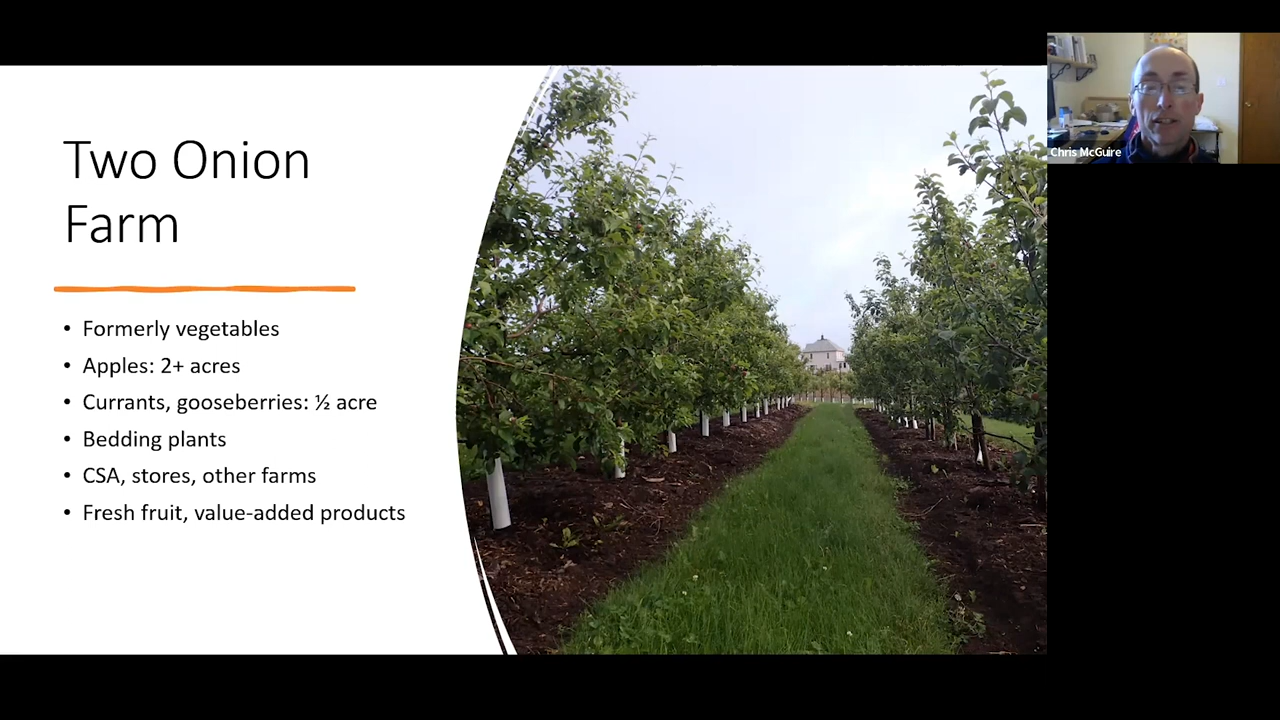 Two Onion
Farm
• Formerly vegetables
• Apples: 2+ acres
• Currants, gooseberries: ½ acre
• Bedding plants
• CSA, stores, other farms
• Fresh fruit, value-added products
Chris McGuire